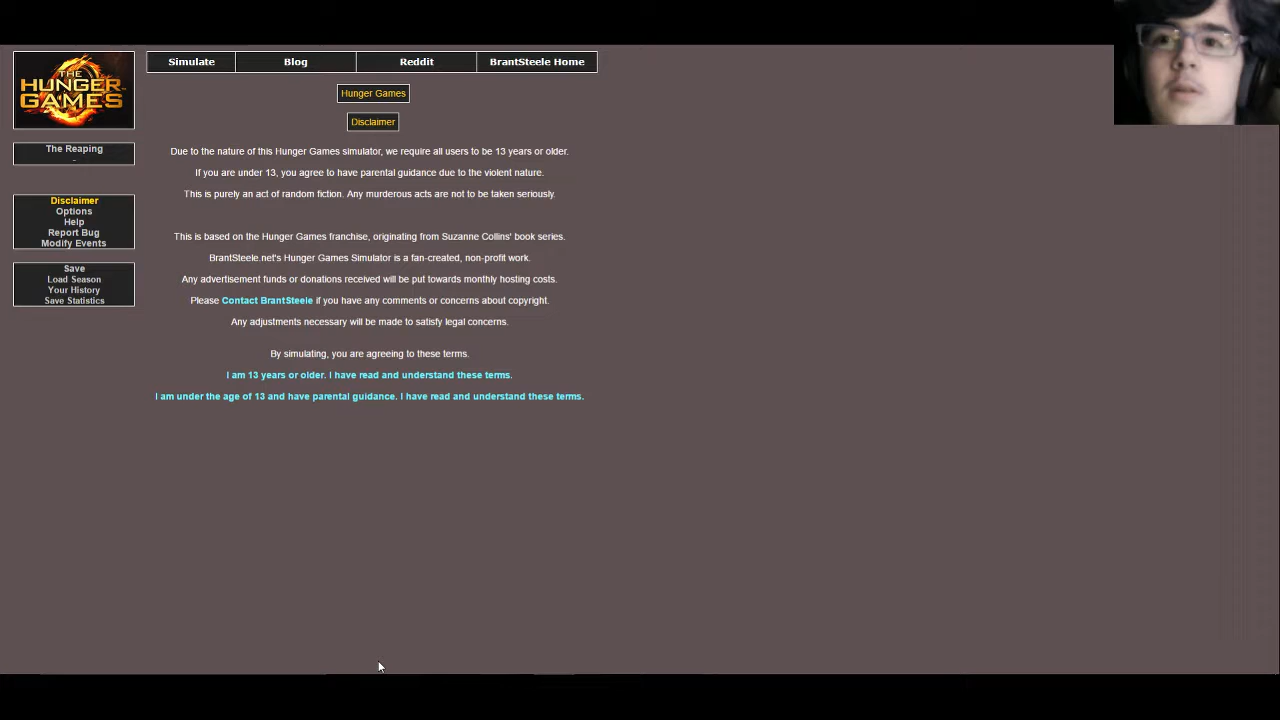 THE
HUNGER
GAMES
Simulate
Blog
Reddit
BrantSteele Home
Hunger Games
Disclaimer
The Reaping
-
Disclaimer
Options
Help
Report Bug
Modify Events
Save
Load Season
Your History
Save Statistics
Due to the nature of this Hunger Games simulator, we require all users to be 13 years or older.
If you are under 13, you agree to have parental guidance due to the violent nature.
This is purely an act of random fiction. Any murderous acts are not to be taken seriously.
This is based on the Hunger Games franchise, originating from Suzanne Collins' book series.
BrantSteele.net's Hunger Games Simulator is a fan-created, non-profit work.
Any advertisement funds or donations received will be put towards monthly hosting costs.
Please Contact BrantSteele if you have any comments or concerns about copyright.
Any adjustments necessary will be made to satisfy legal concerns.
By simulating, you are agreeing to these terms.
I am 13 years or older. I have read and understand these terms.
I am under the age of 13 and have parental guidance. I have read and understand these terms.